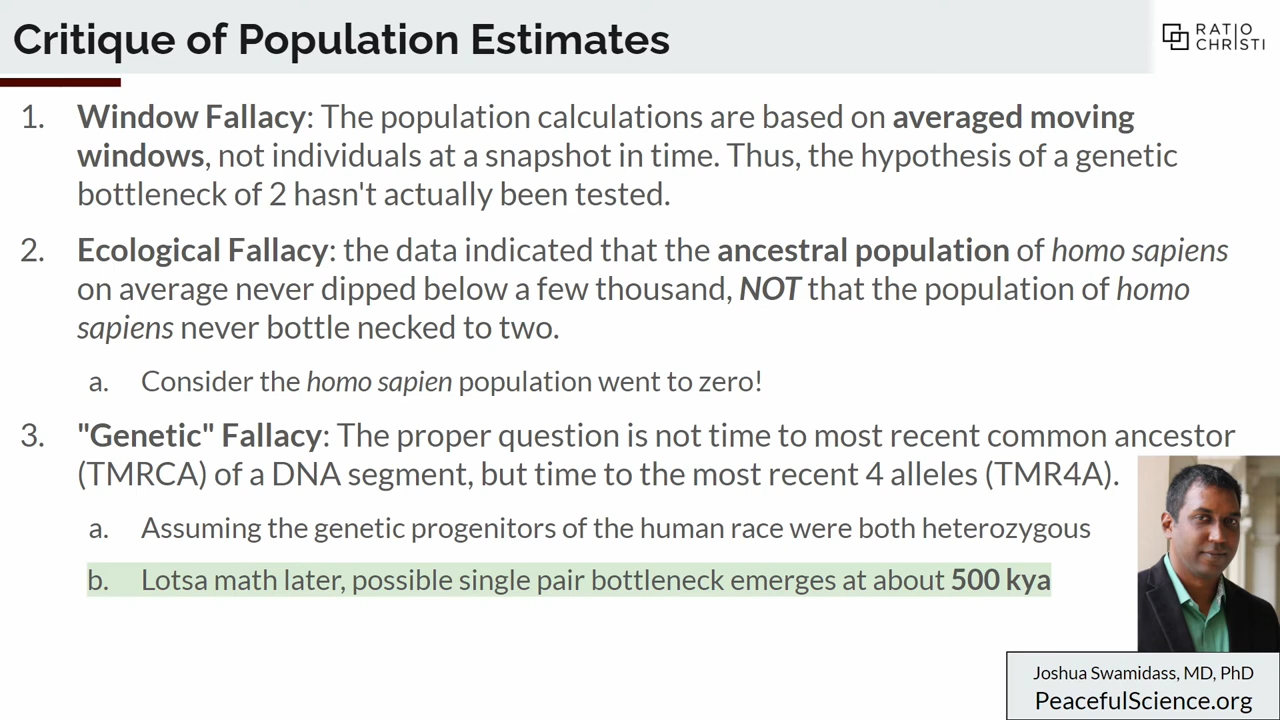 Critique of Population Estimates
RATIO
CHRISTI
1. Window Fallacy: The population calculations are based on averaged moving
windows, not individuals at a snapshot in time. Thus, the hypothesis of a genetic
bottleneck of 2 hasn't actually been tested.
2. Ecological Fallacy: the data indicated that the ancestral population of homo sapiens
on average never dipped below a few thousand, NOT that the population of homo
sapiens never bottle necked to two.
a. Consider the homo sapien population went to zero!
3. "Genetic" Fallacy: The proper question is not time to most recent common ancestor
(TMRCA) of a DNA segment, but time to the most recent 4 alleles (TMR4A).
a. Assuming the genetic progenitors of the human race were both heterozygous
b. Lotsa math later, possible single pair bottleneck emerges at about 500 kya
Joshua Swamidass, MD, PhD
PeacefulScience.org